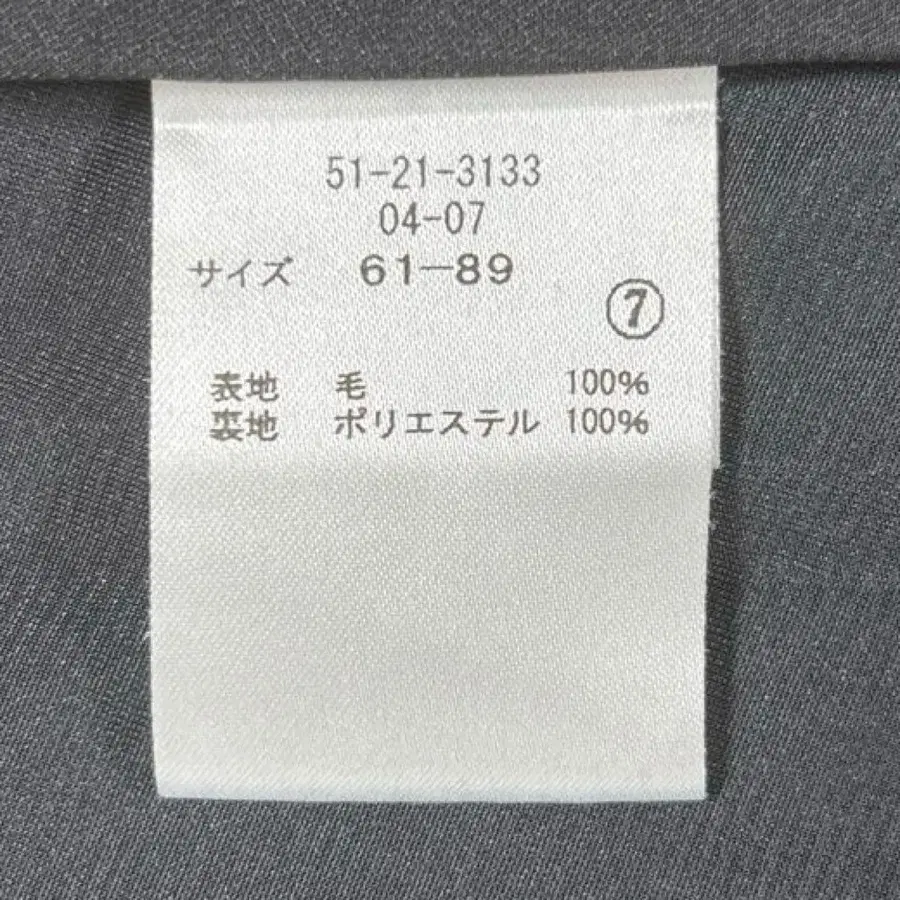 51-21-3133
04-07
サイズ 61-89
⑦
表地 毛 100%
裏地 ポリエステル 100%